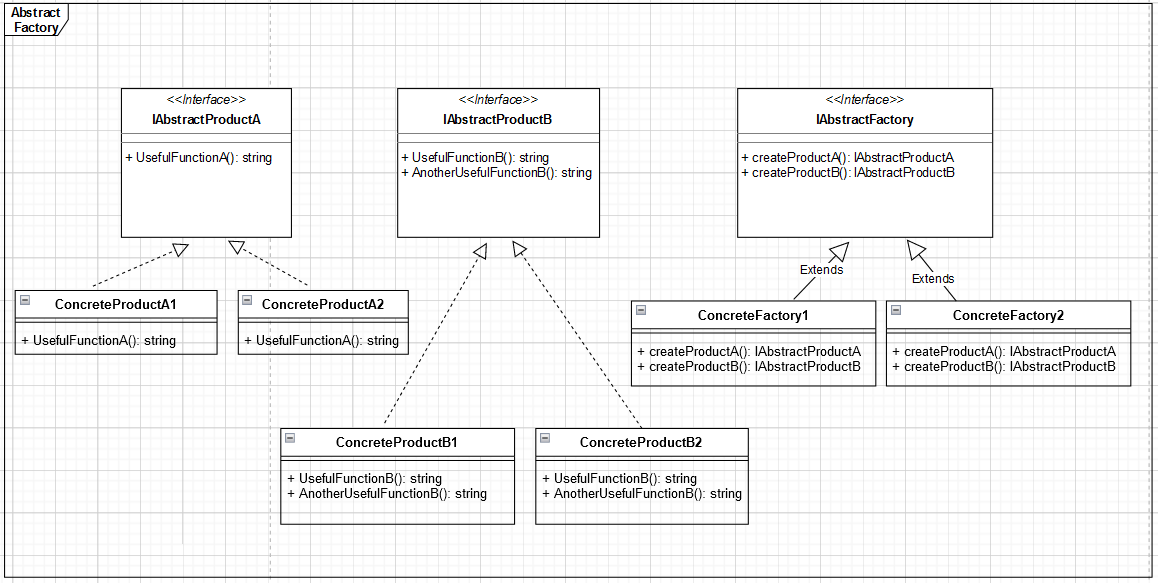 Abstract
Factory
<<Interface>>
IAbstractProductA
+ UsefulFunctionA(): string
<<Interface>>
IAbstractProductB
+ UsefulFunctionB(): string
+ AnotherUsefulFunctionB(): string
<<Interface>>
IAbstractFactory
+ createProductA(): IAbstractProductA
+ createProductB(): IAbstractProductB
Extends
Extends
ConcreteProductA1
+ UsefulFunctionA(): string
ConcreteProductA2
+ UsefulFunctionA(): string
ConcreteFactory1
+ createProductA(): IAbstractProductA
+ createProductB(): IAbstractProductB
ConcreteFactory2
+ createProductA(): IAbstractProductA
+ createProductB(): IAbstractProductB
ConcreteProductB1
+ UsefulFunctionB(): string
+ AnotherUsefulFunctionB(): string
ConcreteProductB2
+ UsefulFunctionB(): string
+ AnotherUsefulFunctionB(): string